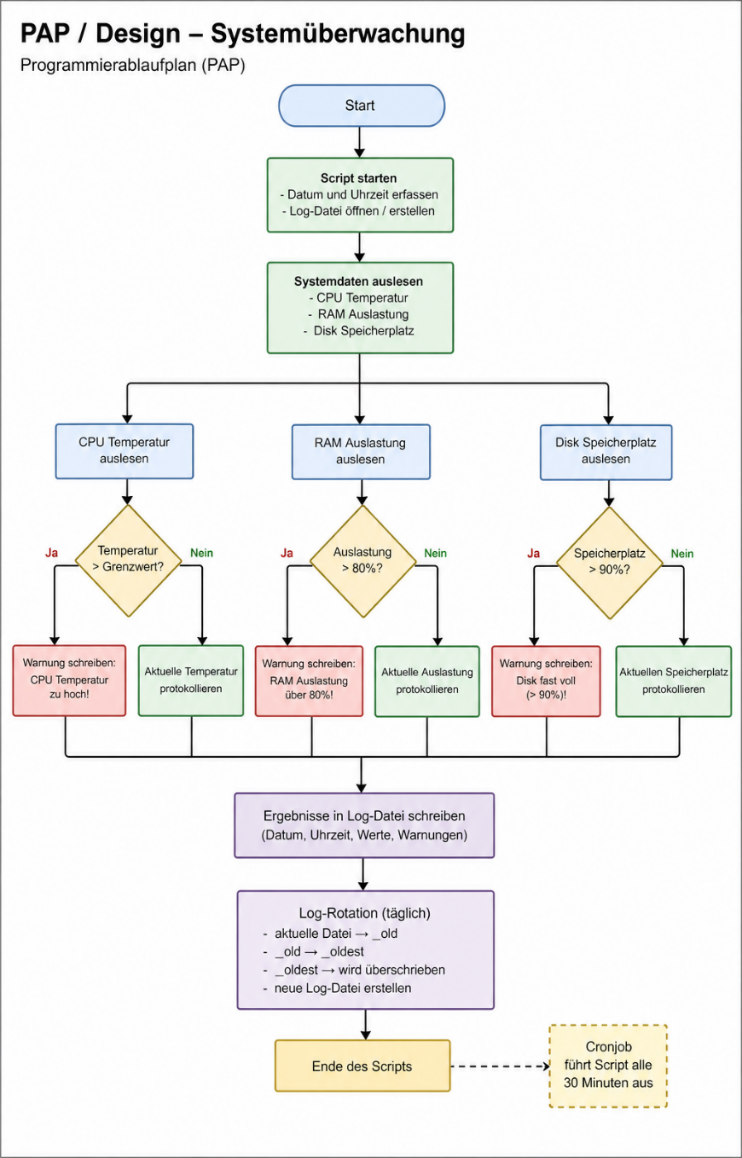 PAP / Design – Systemüberwachung
Programmierablaufplan (PAP)
Start
Script starten
- Datum und Uhrzeit erfassen
- Log-Datei öffnen / erstellen
Systemdaten auslesen
- CPU Temperatur
- RAM Auslastung
- Disk Speicherplatz
CPU Temperatur
auslesen
RAM Auslastung
auslesen
Disk Speicherplatz
auslesen
Ja
Temperatur
> Grenzwert?
Nein
Ja
Auslastung
> 80%?
Nein
Ja
Speicherplatz
> 90%?
Nein
Warnung schreiben:
CPU Temperatur
zu hoch!
Aktuelle Temperatur
protokollieren
Warnung schreiben:
RAM Auslastung
über 80%!
Aktuelle Auslastung
protokollieren
Warnung schreiben:
Disk fast voll
(> 90%)!
Aktuellen Speicherplatz
protokollieren
Ergebnisse in Log-Datei schreiben
(Datum, Uhrzeit, Werte, Warnungen)
Log-Rotation (täglich)
- aktuelle Datei → _old
- _old → _oldest
- _oldest → wird überschrieben
- neue Log-Datei erstellen
Ende des Scripts
Cronjob
führt Script alle
30 Minuten aus